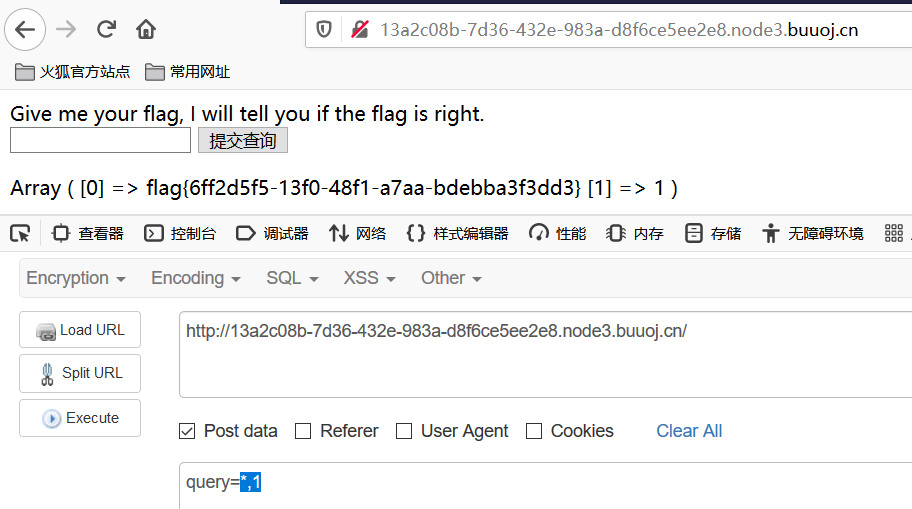 13a2c08b-7d36-432e-983a-d8f6ce5ee2e8.node3.buuoj.cn
火狐官方站点 常用网址
Give me your flag, I will tell you if the flag is right.
提交查询
Array ( [0] => flag{6ff2d5f5-13f0-48f1-a7aa-bdebba3f3dd3} [1] => 1 )
查看器 控制台 调试器 网络 样式编辑器 性能 内存 存储 无障碍环境
Encryption Encoding SQL XSS Other
Load URL http://13a2c08b-7d36-432e-983a-d8f6ce5ee2e8.node3.buuoj.cn/
Split URL
Execute
Post data Referer User Agent Cookies Clear All
query=*,1